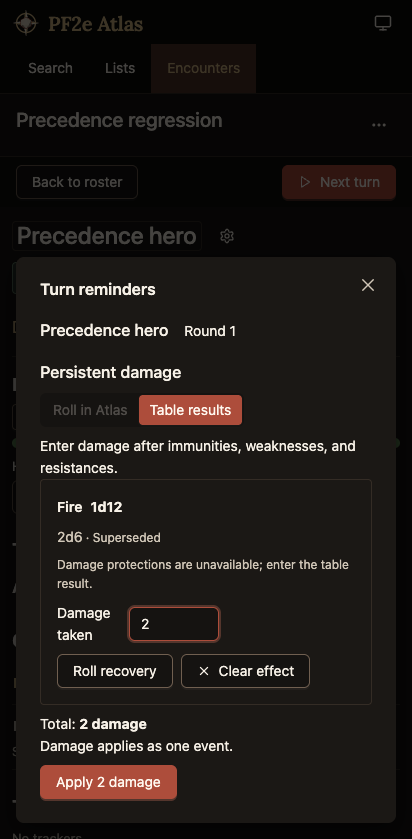 PF2e Atlas
Search Lists Encounters
Precedence regression
...
Back to roster Next turn
Precedence hero
Turn reminders
Precedence hero Round 1
Persistent damage
Roll in Atlas Table results
Enter damage after immunities, weaknesses, and
resistances.
Fire 1d12
2d6 · Superseded
Damage protections are unavailable; enter the table
result.
Damage
taken
2
Roll recovery Clear effect
Total: 2 damage
Damage applies as one event.
Apply 2 damage
No trackers